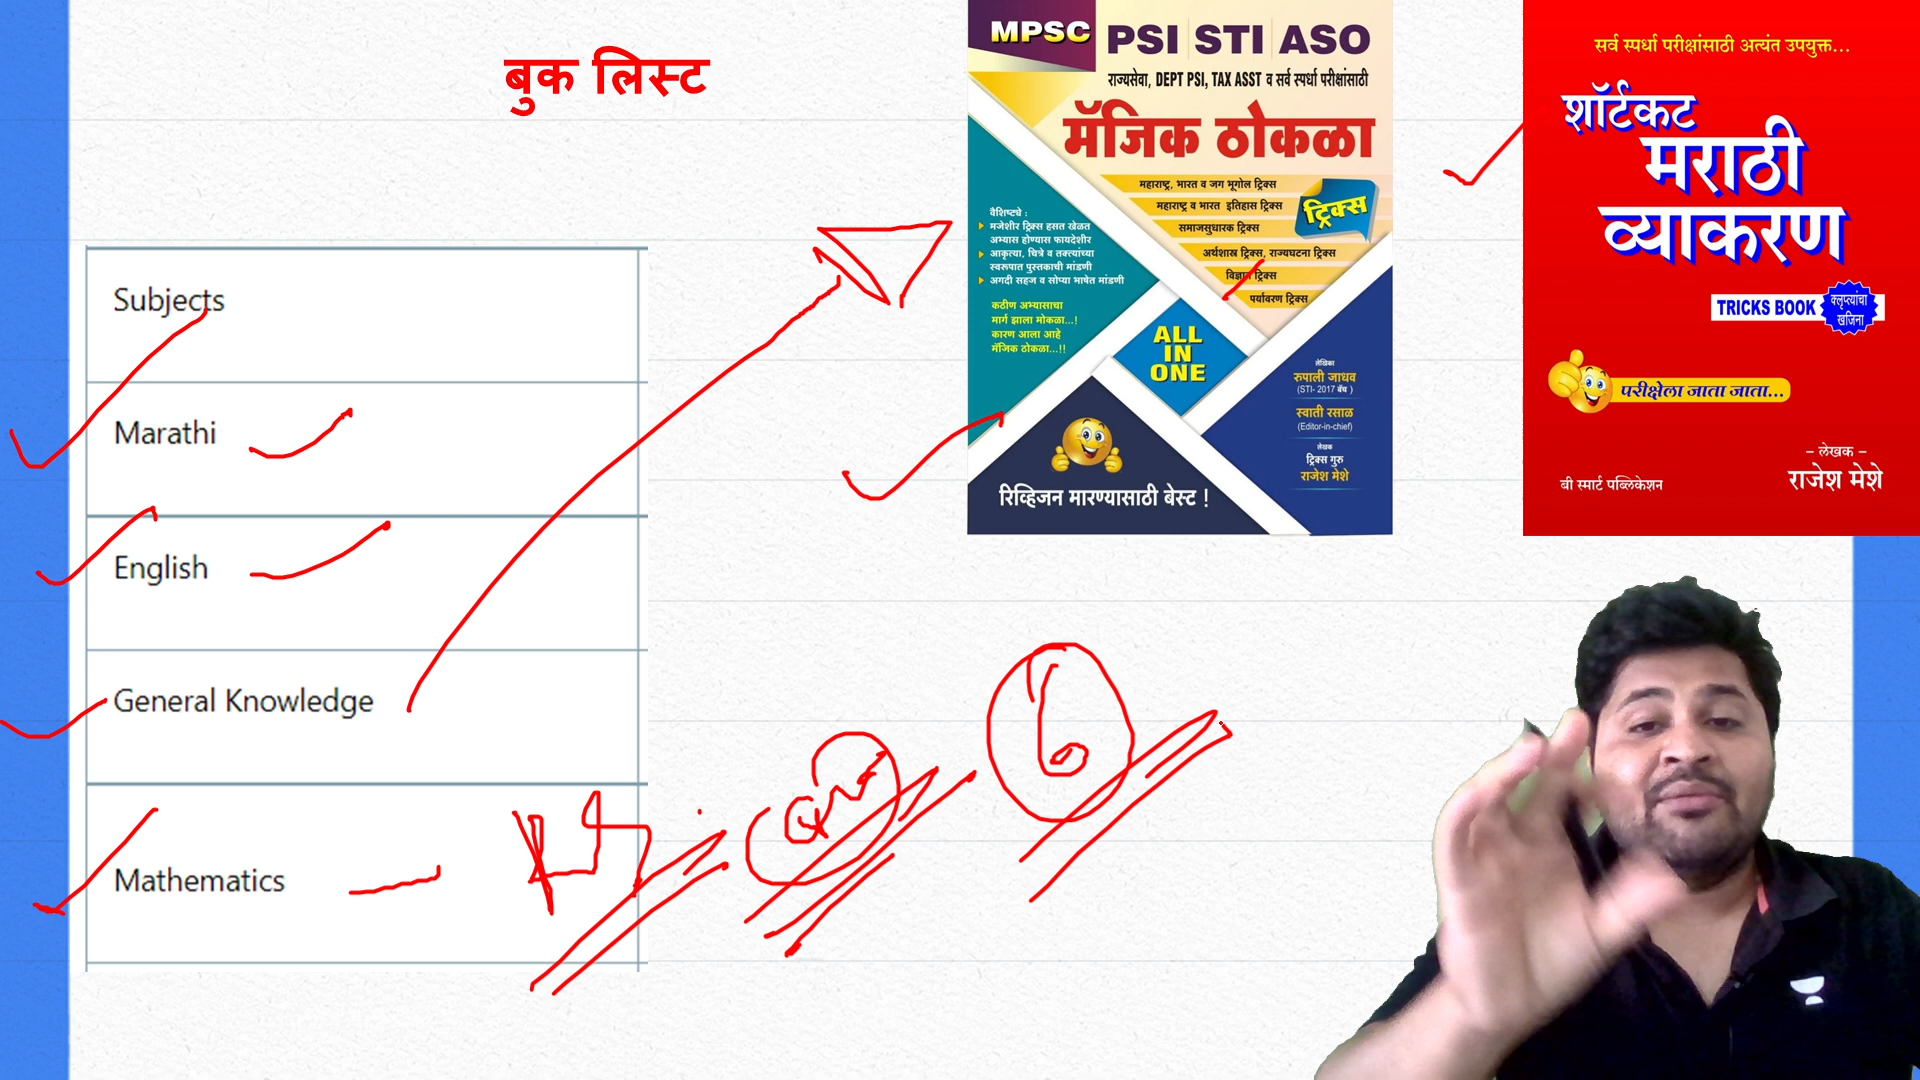 बुक लिस्ट
Subjects
Marathi
English
General Knowledge
Mathematics
6
MPSC
PSI STI ASO
राज्यसेवा, DEPT PSI, TAX ASST व सर्व स्पर्धा परीक्षांसाठी
मॅजिक ठोकळा
महाराष्ट्र, भारत व जग भूगोल ट्रिक्स
महाराष्ट्र व भारत इतिहास ट्रिक्स
समाजसुधारक ट्रिक्स
अर्थशास्त्र ट्रिक्स, राज्यघटना ट्रिक्स
विज्ञान ट्रिक्स
पर्यावरण ट्रिक्स
ट्रिक्स
वैशिष्ट्ये :
मजेशीर ट्रिक्स हसत खेळत
अभ्यास होण्यास फायदेशीर
आकृत्या, चित्रे व तक्त्यांच्या
स्वरूपात पुस्तकाची मांडणी
अगदी सहज व सोप्या भाषेत मांडणी
कठीण अभ्यासाचा
मार्ग झाला मोकळा...!
कारण आला आहे
मॅजिक ठोकळा...!!
ALL
IN
ONE
लेखिका
रुपाली जाधव
(STI- 2017 बॅच )
स्वाती रसाळ
(Editor-in-chief)
लेखक
ट्रिक्स गुरु
राजेश मेशे
रिव्हिजन मारण्यासाठी बेस्ट !
सर्व स्पर्धा परीक्षांसाठी अत्यंत उपयुक्त...
शॉर्टकट
मराठी
व्याकरण
TRICKS BOOK
क्लृप्त्यांचा
खजिना
परीक्षेला जाता जाता...
– लेखक –
राजेश मेशे
बी स्मार्ट पब्लिकेशन